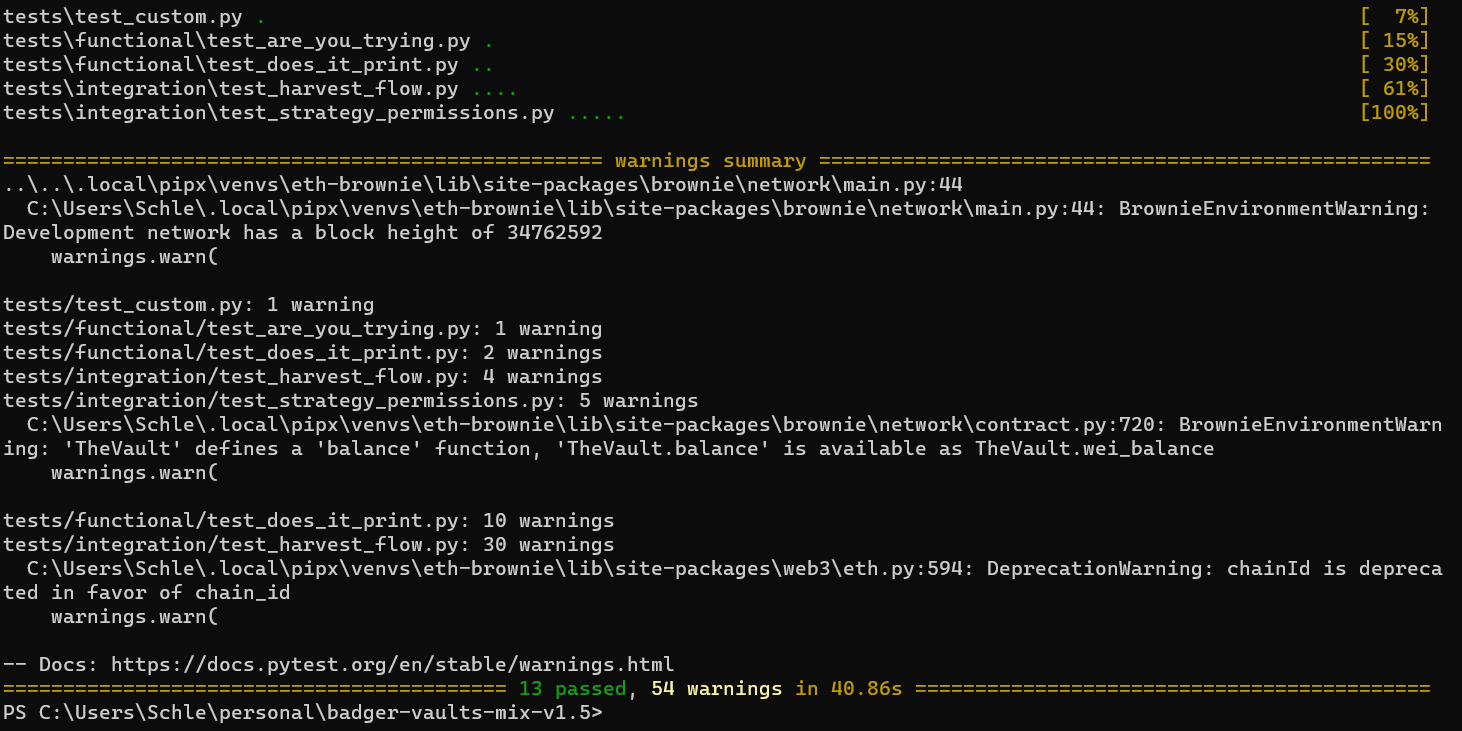 tests\test_custom.py . [  7%]
tests\functional\test_are_you_trying.py . [ 15%]
tests\functional\test_does_it_print.py .. [ 30%]
tests\integration\test_harvest_flow.py .... [ 61%]
tests\integration\test_strategy_permissions.py ..... [100%]
================================================== warnings summary ===================================================
..\..\.local\pipx\venvs\eth-brownie\lib\site-packages\brownie\network\main.py:44
  C:\Users\Schle\.local\pipx\venvs\eth-brownie\lib\site-packages\brownie\network\main.py:44: BrownieEnvironmentWarning:
Development network has a block height of 34762592
    warnings.warn(
tests/test_custom.py: 1 warning
tests/functional/test_are_you_trying.py: 1 warning
tests/functional/test_does_it_print.py: 2 warnings
tests/integration/test_harvest_flow.py: 4 warnings
tests/integration/test_strategy_permissions.py: 5 warnings
  C:\Users\Schle\.local\pipx\venvs\eth-brownie\lib\site-packages\brownie\network\contract.py:720: BrownieEnvironmentWarn
ing: 'TheVault' defines a 'balance' function, 'TheVault.balance' is available as TheVault.wei_balance
    warnings.warn(
tests/functional/test_does_it_print.py: 10 warnings
tests/integration/test_harvest_flow.py: 30 warnings
  C:\Users\Schle\.local\pipx\venvs\eth-brownie\lib\site-packages\web3\eth.py:594: DeprecationWarning: chainId is depreca
ted in favor of chain_id
    warnings.warn(
-- Docs: https://docs.pytest.org/en/stable/warnings.html
========================================== 13 passed, 54 warnings in 40.86s ===========================================
PS C:\Users\Schle\personal\badger-vaults-mix-v1.5>